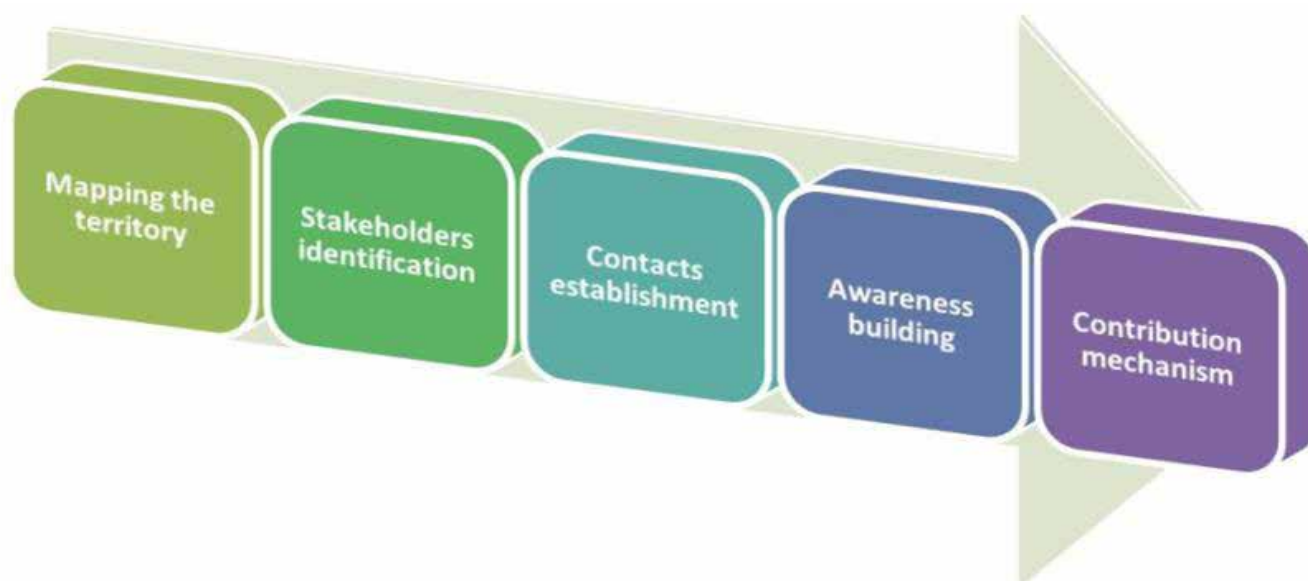 Mapping the
territory
Stakeholders
identification
Contacts
establishment
Awareness
building
Contribution
mechanism